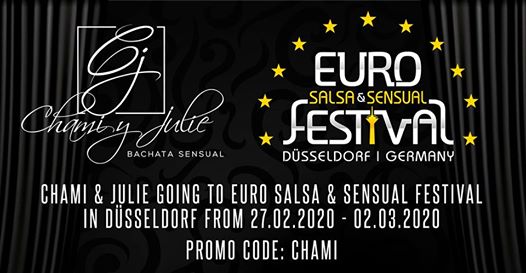 Cj
Chami y Julie
BACHATA SENSUAL
EURO
SALSA & SENSUAL
FESTIVAL
DÜSSELDORF | GERMANY
CHAMI & JULIE GOING TO EURO SALSA & SENSUAL FESTIVAL
IN DÜSSELDORF FROM 27.02.2020 - 02.03.2020
PROMO CODE: CHAMI